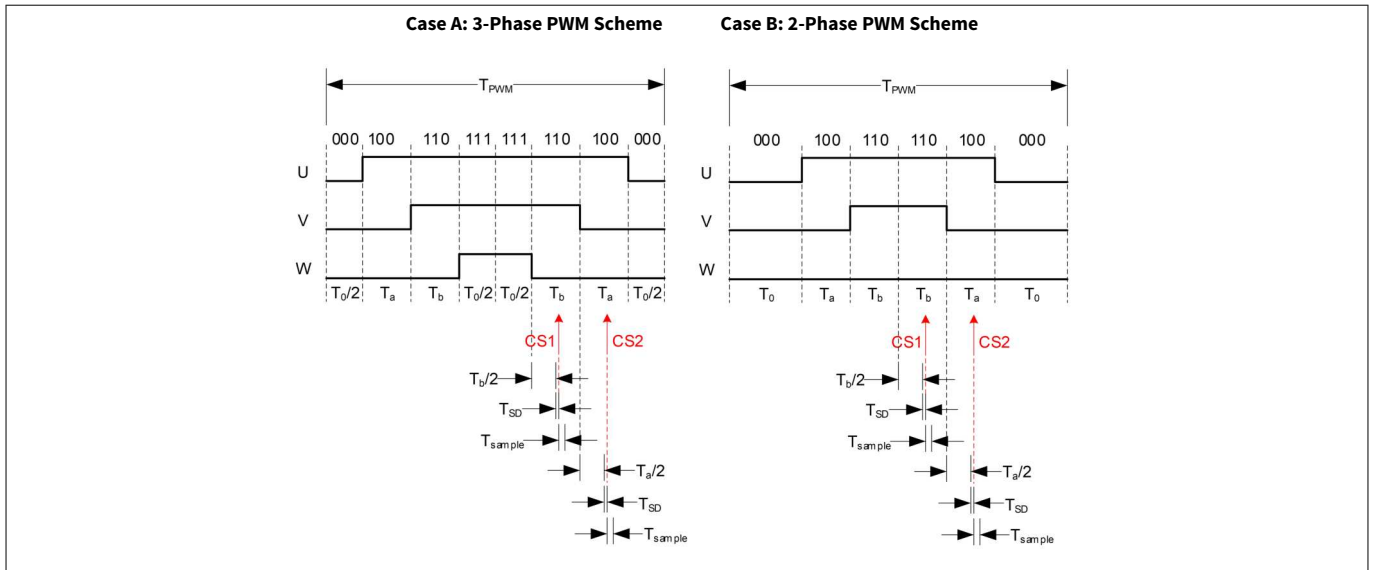 Case A: 3-Phase PWM Scheme
Case B: 2-Phase PWM Scheme
TPWM
000 100 110 111 111 110 100 000
U
V
W
T0/2 Ta Tb T0/2 T0/2 Tb Ta T0/2
CS1 CS2
Tb/2
TSD
Tsample
Ta/2
TSD
Tsample
TPWM
000 100 110 110 100 000
U
V
W
T0 Ta Tb Tb Ta T0
CS1 CS2
Tb/2
TSD
Tsample
Ta/2
TSD
Tsample